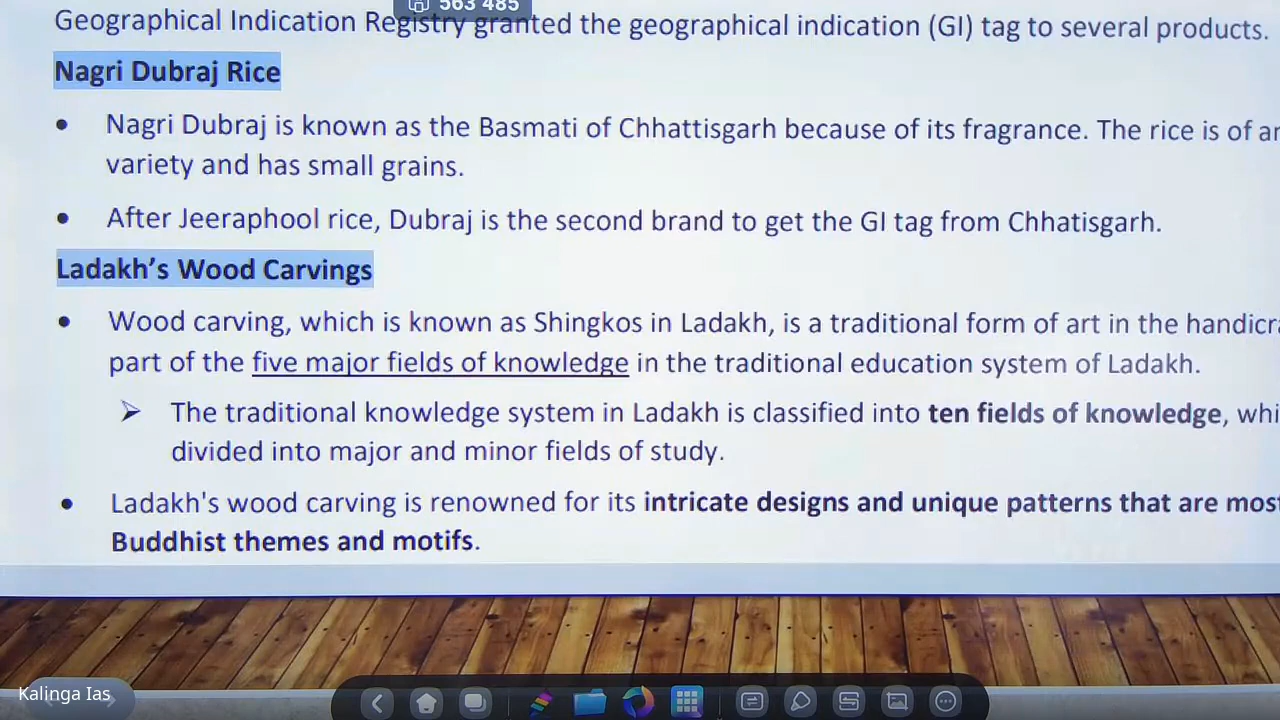 563 485
Geographical Indication Registry granted the geographical indication (GI) tag to several products.
Nagri Dubraj Rice
• Nagri Dubraj is known as the Basmati of Chhattisgarh because of its fragrance. The rice is of
variety and has small grains.
• After Jeeraphool rice, Dubraj is the second brand to get the GI tag from Chhatisgarh.
Ladakh’s Wood Carvings
• Wood carving, which is known as Shingkos in Ladakh, is a traditional form of art in the
part of the five major fields of knowledge in the traditional education system of Ladakh.
➢ The traditional knowledge system in Ladakh is classified into ten fields of knowledge,
divided into major and minor fields of study.
• Ladakh's wood carving is renowned for its intricate designs and unique patterns that are
Buddhist themes and motifs.
Kalinga Ias